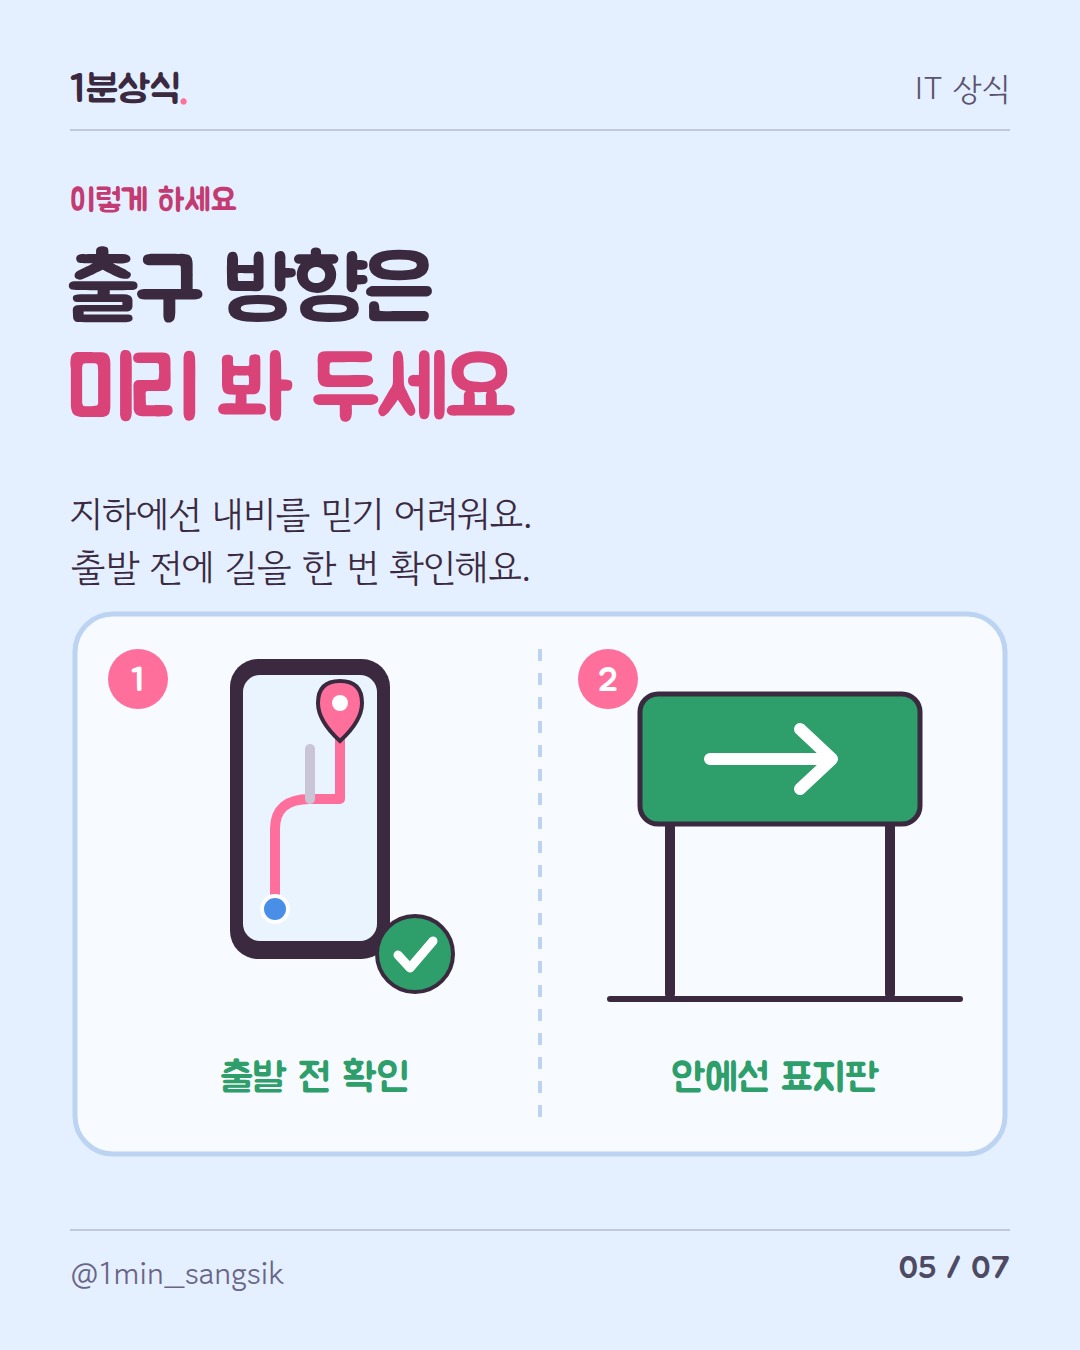 1분상식.
IT 상식
이렇게 하세요
출구 방향은
미리 봐 두세요
지하에선 내비를 믿기 어려워요.
출발 전에 길을 한 번 확인해요.
1
2
출발 전 확인
안에선 표지판
@1min_sangsik
05 / 07